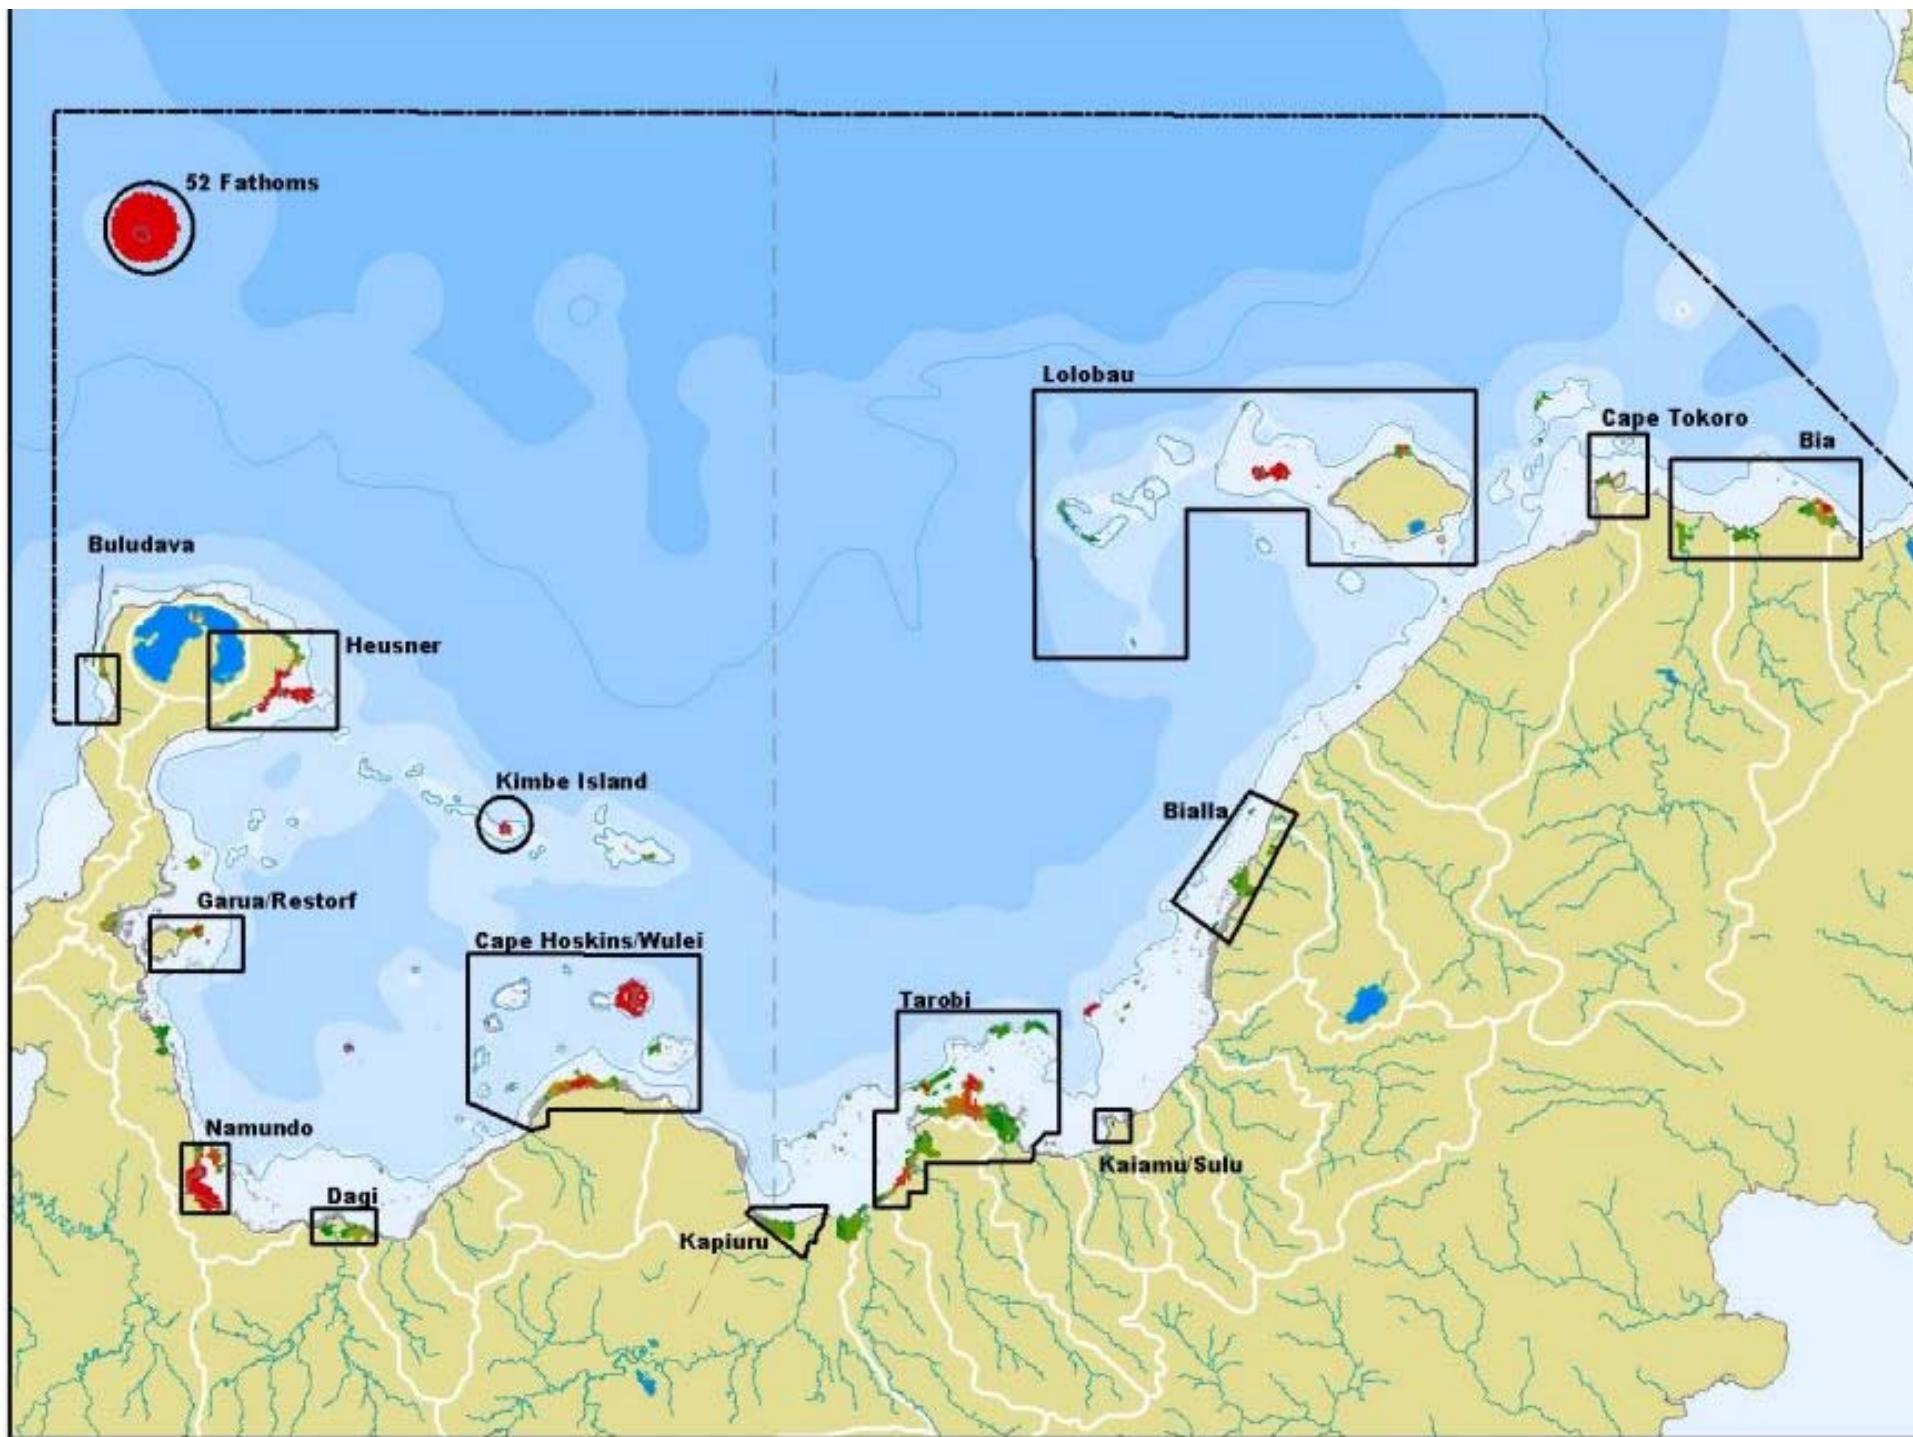 52 Fathoms
Lolobau
Cape Tokoro
Bia
Buludava
Heusner
Kimbe Island
Bialla
Garua/Restorf
Cape Hoskins/Wulei
Tarobi
Namundo
Kaiamu/Sulu
Dagi
Kapiuru